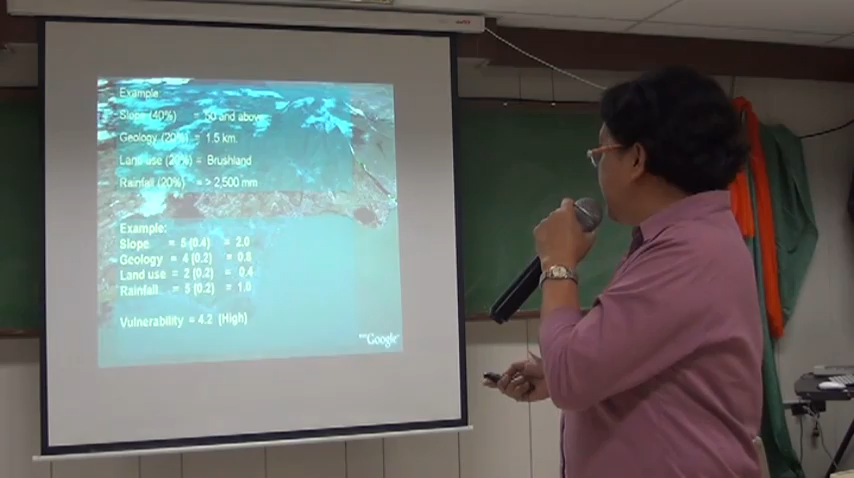 Example
Slope (40%) = 50 and above
Geology (20%) = 1.5 km.
Land use (20%) = Brushland
Rainfall (20%) = > 2,500 mm
Example:
Slope = 5 (0.4) = 2.0
Geology = 4 (0.2) = 0.8
Land use = 2 (0.2) = 0.4
Rainfall = 5 (0.2) = 1.0
Vulnerability = 4.2 (High)
Google